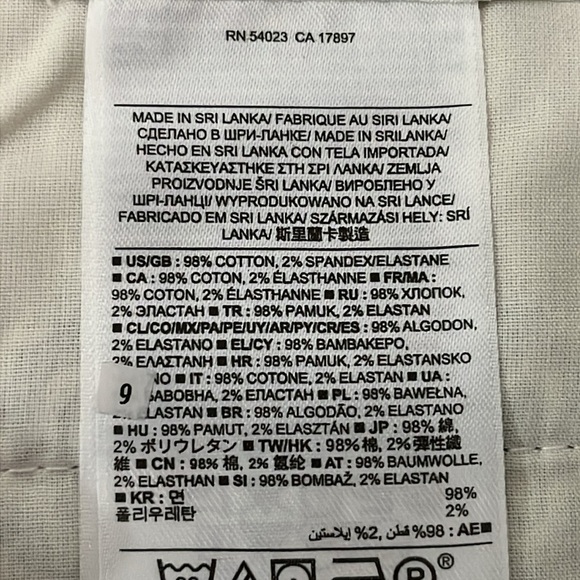 RN 54023 CA 17897
MADE IN SRI LANKA/ FABRIQUE AU SIRI LANKA/
СДЕЛАНО В ШРИ-ЛАНКЕ/ MADE IN SRILANKA/
HECHO EN SRI LANKA CON TELA IMPORTADA/
ΚΑΤΑΣΚΕΥΑΣΤΗΚΕ ΣΤΗ ΣΡΙ ΛΑΝΚΑ/ ZEMLJA
PROIZVODNJE ŠRI LANKA/ ВИРОБЛЕНО У
ШРІ-ЛАНЦІ/ WYPRODUKOWANO NA SRI LANCE/
FABRICADO EM SRI LANKA/ SZÁRMAZÁSI HELY: SRÍ
LANKA/ 斯里蘭卡製造
■ US/GB : 98% COTTON, 2% SPANDEX/ELASTANE
■ CA : 98% COTON, 2% ÉLASTHANNE ■ FR/MA :
98% COTON, 2% ÉLASTHANNE ■ RU : 98% ХЛОПОК,
2% ЭЛАСТАН ■ TR : 98% PAMUK, 2% ELASTAN
■ CL/CO/MX/PA/PE/UY/AR/PY/CR/ES : 98% ALGODON,
2% ELASTANO ■ EL/CY : 98% ΒΑΜΒΑΚΕΡΟ,
2% ΕΛΑΣΤΑΝΗ ■ HR : 98% PAMUK, 2% ELASTANSKO
NO ■ IT : 98% COTONE, 2% ELASTAN ■ UA :
БАВОВНА, 2% ЕЛАСТАН ■ PL : 98% BAWEŁNA,
ELASTAN ■ BR : 98% ALGODÃO, 2% ELASTANO
■ HU : 98% PAMUT, 2% ELASZTÁN ■ JP : 98% 綿,
2% ポリウレタン ■ TW/HK : 98% 棉, 2% 彈性纖
維 ■ CN : 98% 棉, 2% 氨纶 ■ AT : 98% BAUMWOLLE,
2% ELASTHAN ■ SI : 98% BOMBAŽ, 2% ELASTAN
■ KR : 면 98%
폴리우레탄 2%
■AE : 98% قطن, 2% إيلاستين
9
P®